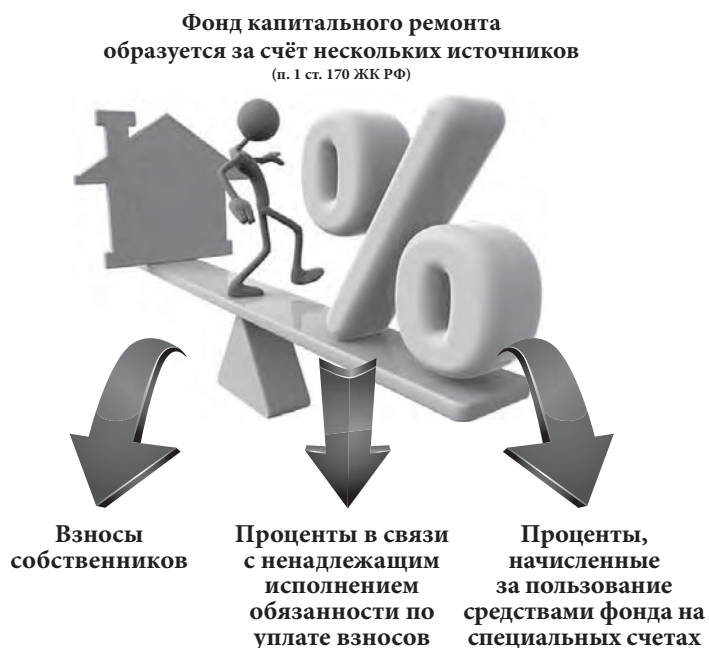 Фонд капитального ремонта
образуется за счёт нескольких источников
(п. 1 ст. 170 ЖК РФ)
%
Взносы
собственников
Проценты в связи
с ненадлежащим
исполнением
обязанности по
уплате взносов
Проценты,
начисленные
за пользование
средствами фонда на
специальных счетах